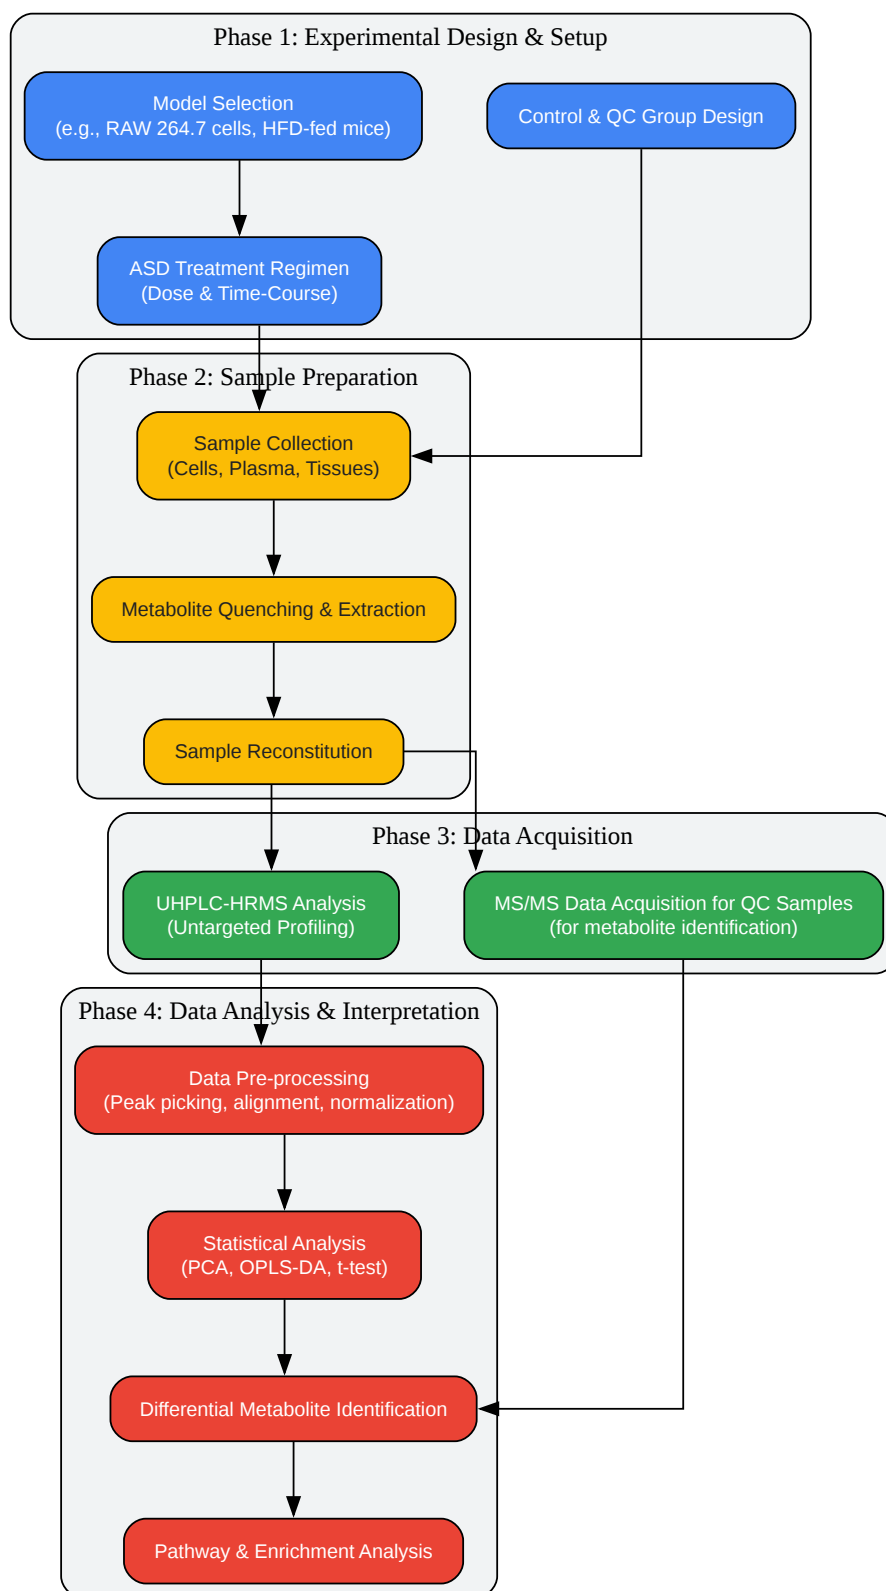 Phase 1: Experimental Design & Setup
Model Selection
(e.g., RAW 264.7 cells, HFD-fed mice)
Control & QC Group Design
ASD Treatment Regimen
(Dose & Time-Course)
Phase 2: Sample Preparation
Sample Collection
(Cells, Plasma, Tissues)
Metabolite Quenching & Extraction
Sample Reconstitution
Phase 3: Data Acquisition
UHPLC-HRMS Analysis
(Untargeted Profiling)
MS/MS Data Acquisition for QC Samples
(for metabolite identification)
Phase 4: Data Analysis & Interpretation
Data Pre-processing
(Peak picking, alignment, normalization)
Statistical Analysis
(PCA, OPLS-DA, t-test)
Differential Metabolite Identification
Pathway & Enrichment Analysis